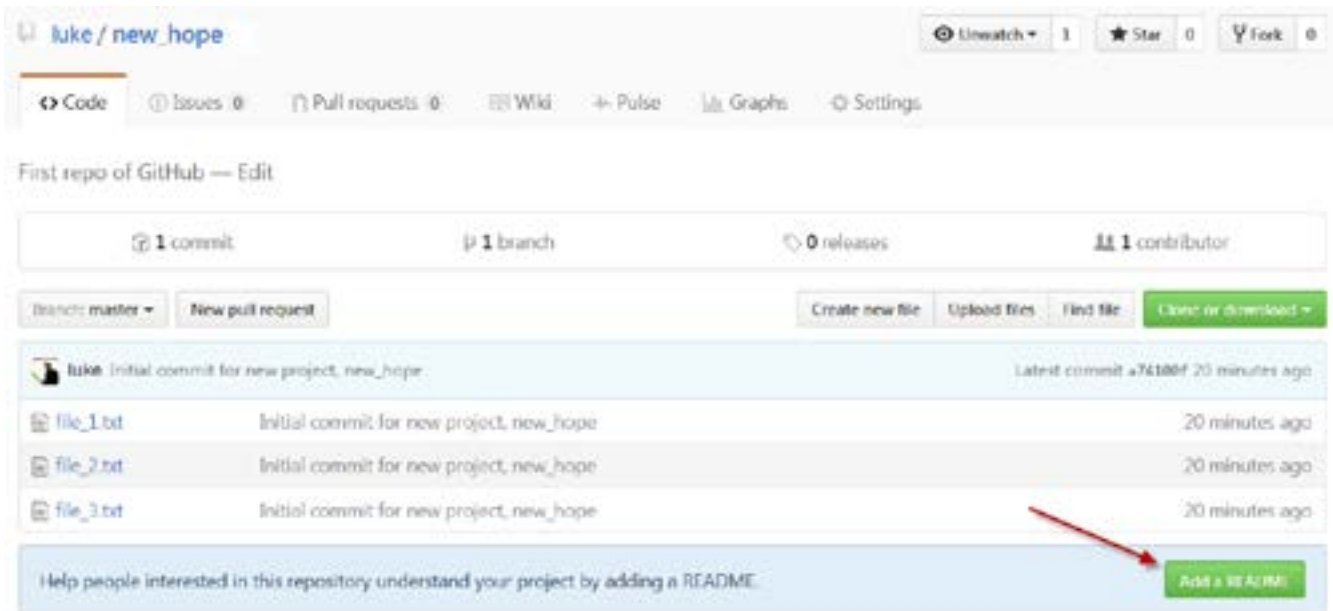 luke / new_hope
Unwatch 1 Star 0 Fork 0
Code Issues 0 Pull requests 0 Wiki Pulse Graphs Settings
First repo of GitHub — Edit
1 commit 1 branch 0 releases 1 contributor
Branch: master New pull request Create new file Upload files Find file Clone or download
luke Initial commit for new project, new_hope Latest commit 20 minutes ago
file_1.txt Initial commit for new project, new_hope 20 minutes ago
file_2.txt Initial commit for new project, new_hope 20 minutes ago
file_3.txt Initial commit for new project, new_hope 20 minutes ago
Help people interested in this repository understand your project by adding a README. Add a README